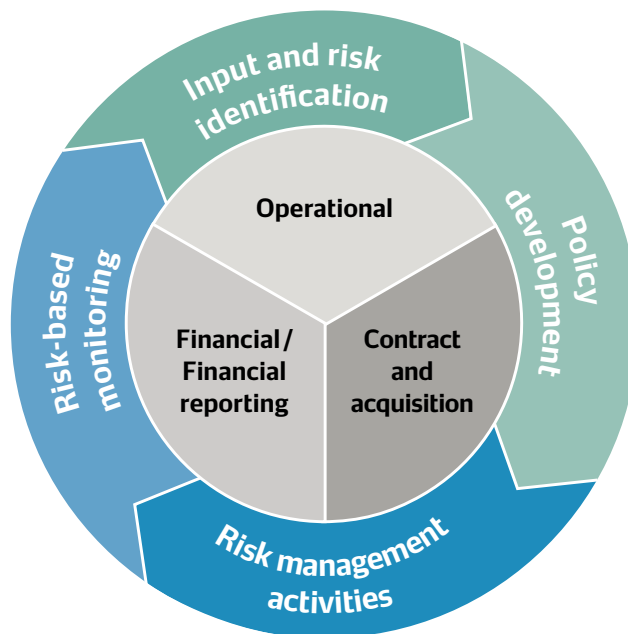 Input and risk
identification
Policy
development
Risk management
activities
Risk-based
monitoring
Operational
Financial/
Financial
reporting
Contract
and
acquisition